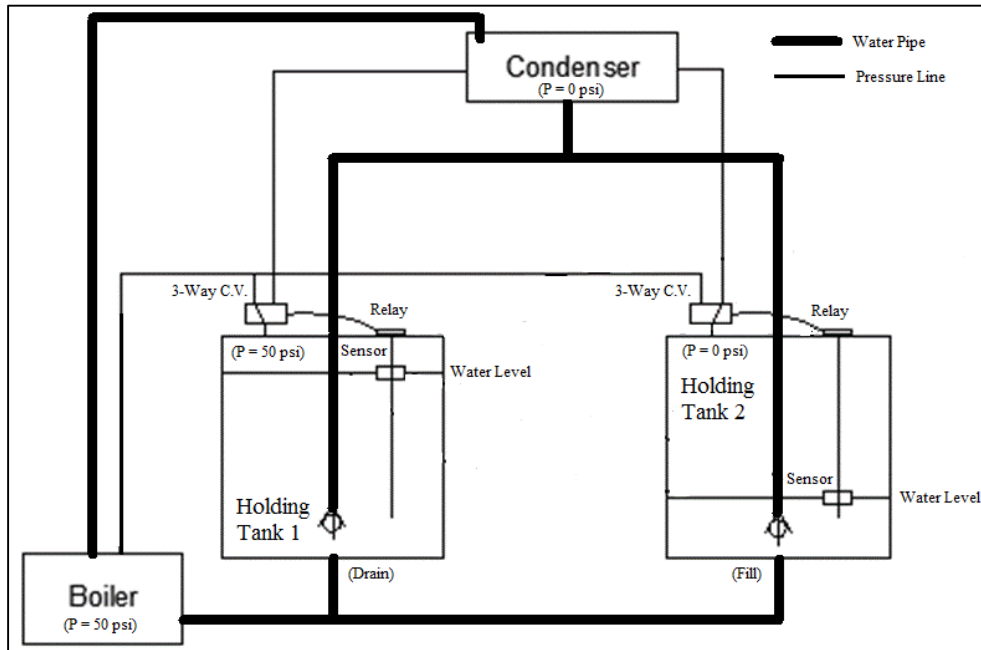 Water Pipe
Condenser
(P = 0 psi)
Pressure Line
3-Way C.V.
3-Way C.V.
Relay
Relay
(P = 50 psi)
Sensor
Water Level
(P = 0 psi)
Holding
Tank 2
Sensor
Water Level
Holding
Tank 1
(Drain)
(Fill)
Boiler
(P = 50 psi)